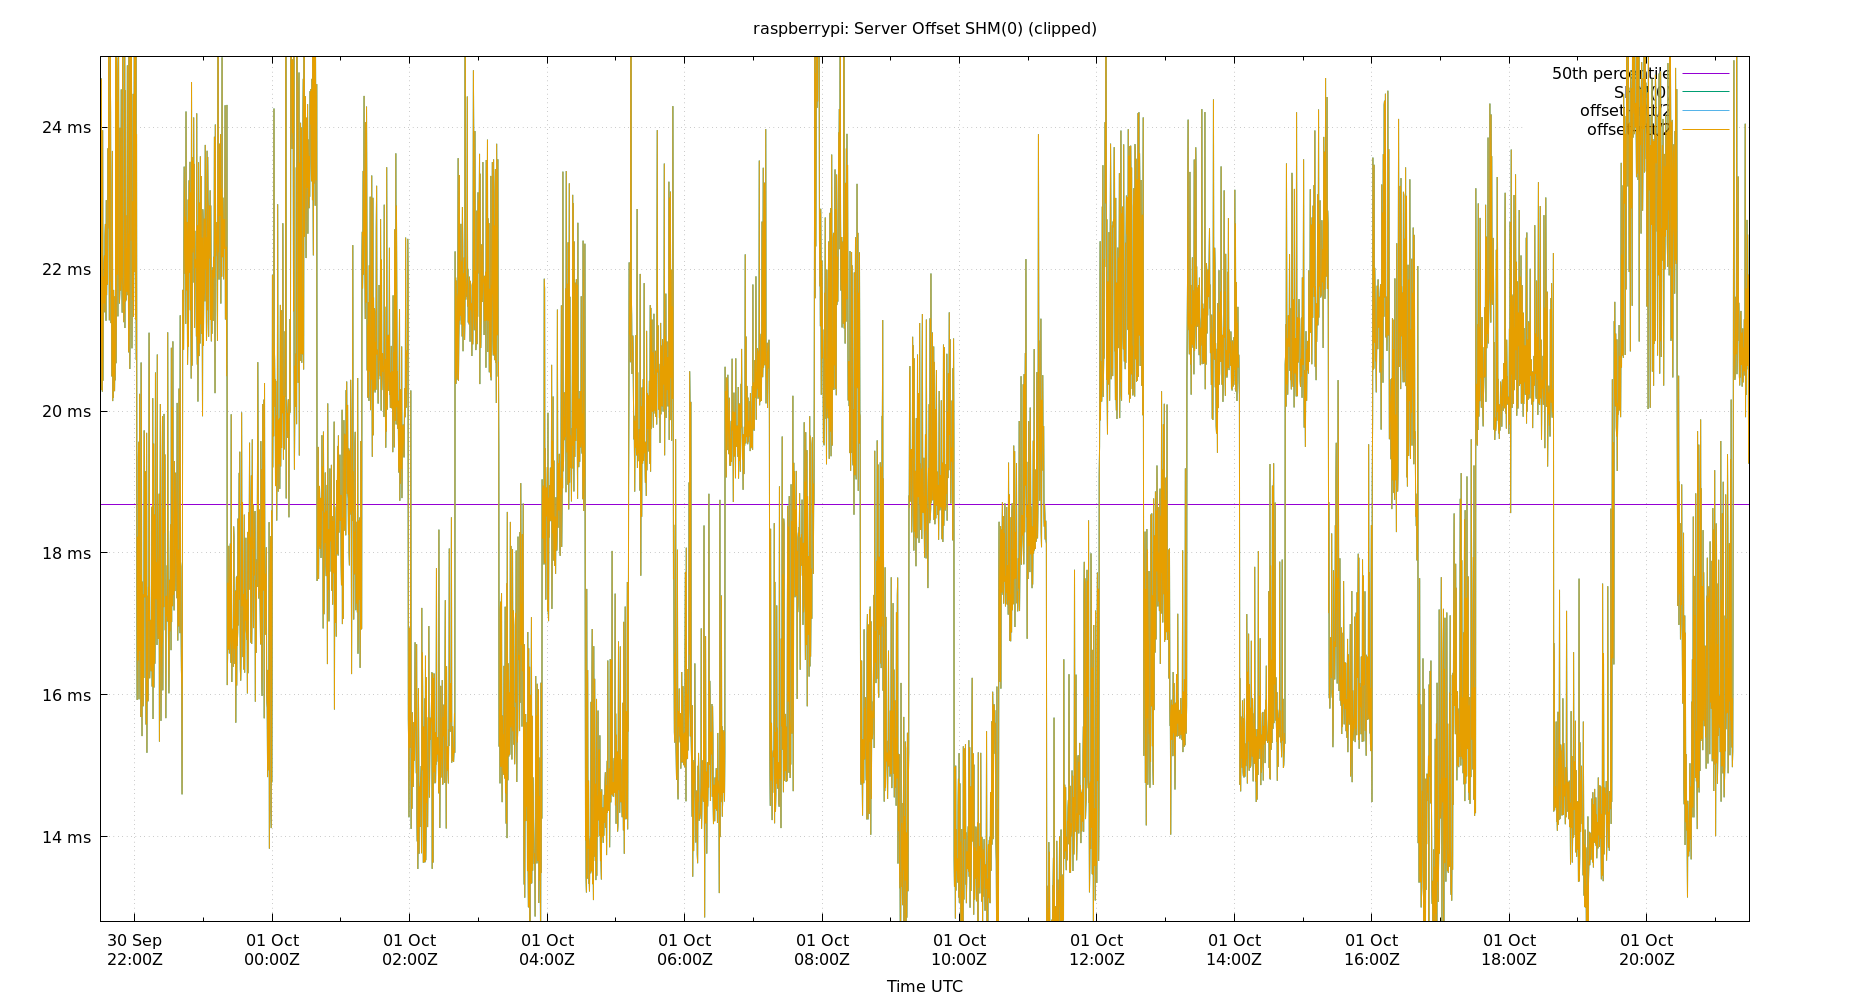 raspberrypi: Server Offset SHM(0) (clipped)
50th percentile
24 ms
22 ms
20 ms
18 ms
16 ms
14 ms
30 Sep 01 Oct 01 Oct 01 Oct 01 Oct 01 Oct 01 Oct 01 Oct 01 Oct 01 Oct 01 Oct 01 Oct
22:00Z 00:00Z 02:00Z 04:00Z 06:00Z 08:00Z 10:00Z 12:00Z 14:00Z 16:00Z 18:00Z 20:00Z
Time UTC